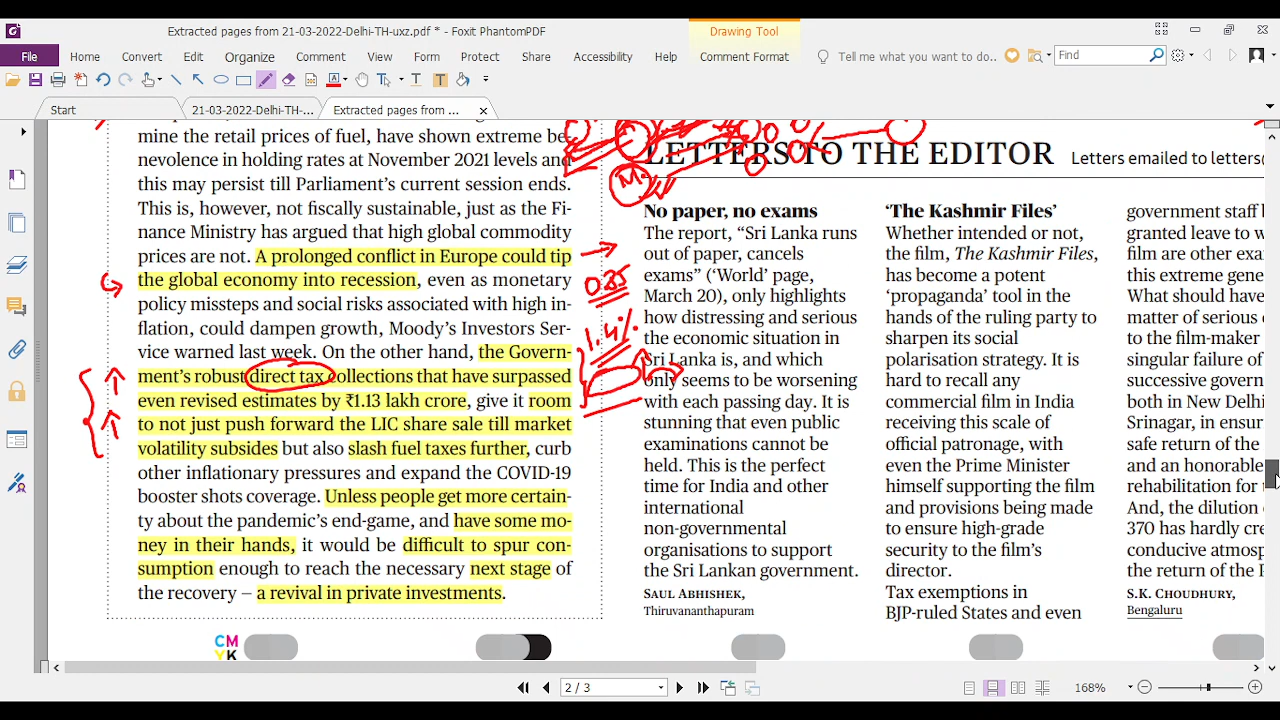 Extracted pages from 21-03-2022-Delhi-TH-uxz.pdf * - Foxit PhantomPDF
Drawing Tool
File Home Convert Edit Organize Comment View Form Protect Share Accessibility Help Comment Format
Tell me what you want to do...
Find
Start
21-03-2022-Delhi-TH-...
Extracted pages from ...
mine the retail prices of fuel, have shown extreme be-
nevolence in holding rates at November 2021 levels and
this may persist till Parliament's current session ends.
This is, however, not fiscally sustainable, just as the Fi-
nance Ministry has argued that high global commodity
prices are not. A prolonged conflict in Europe could tip
the global economy into recession, even as monetary
policy missteps and social risks associated with high in-
flation, could dampen growth, Moody's Investors Ser-
vice warned last week. On the other hand, the Govern-
ment's robust direct tax collections that have surpassed
even revised estimates by ₹1.13 lakh crore, give it room
to not just push forward the LIC share sale till market
volatility subsides but also slash fuel taxes further, curb
other inflationary pressures and expand the COVID-19
booster shots coverage. Unless people get more certain-
ty about the pandemic's end-game, and have some mo-
ney in their hands, it would be difficult to spur con-
sumption enough to reach the necessary next stage of
the recovery – a revival in private investments.
1.4%
M.
LETTERS TO THE EDITOR
Letters emailed to letters@
No paper, no exams
The report, "Sri Lanka runs
out of paper, cancels
exams" ('World' page,
March 20), only highlights
how distressing and serious
the economic situation in
Sri Lanka is and which
only seems to be worsening
with each passing day. It is
stunning that even public
examinations cannot be
held. This is the perfect
time for India and other
international
non-governmental
organisations to support
the Sri Lankan government.
SAUL ABHISHEK,
Thiruvananthapuram
'The Kashmir Files'
Whether intended or not,
the film, The Kashmir Files,
has become a potent
'propaganda' tool in the
hands of the ruling party to
sharpen its social
polarisation strategy. It is
hard to recall any
commercial film in India
receiving this scale of
official patronage, with
even the Prime Minister
himself supporting the film
and provisions being made
to ensure high-grade
security to the film's
director.
Tax exemptions in
BJP-ruled States and even
government staff b
granted leave to w
film are other exam
this extreme gene
What should have
matter of serious
to the film-maker
singular failure of
successive govern
both in New Delhi
Srinagar, in ensur
safe return of the
and an honorable
rehabilitation for
And, the dilution
370 has hardly cre
conducive atmosp
the return of the
S.K. CHOUDHURY,
Bengaluru
CM
YK
2 / 3
168%